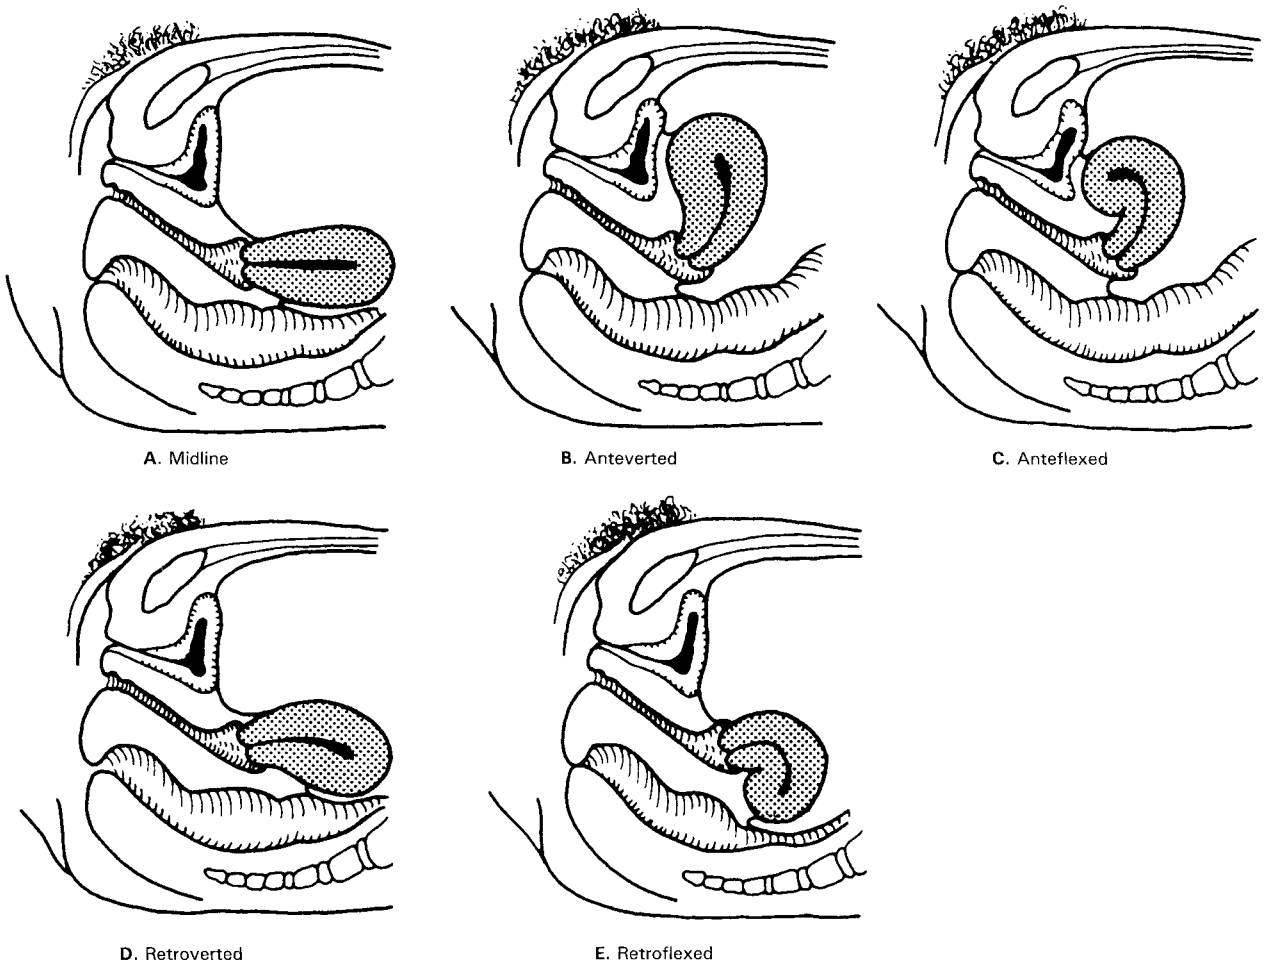 A. Midline
B. Anteverted
C. Anteflexed
D. Retroverted
E. Retroflexed